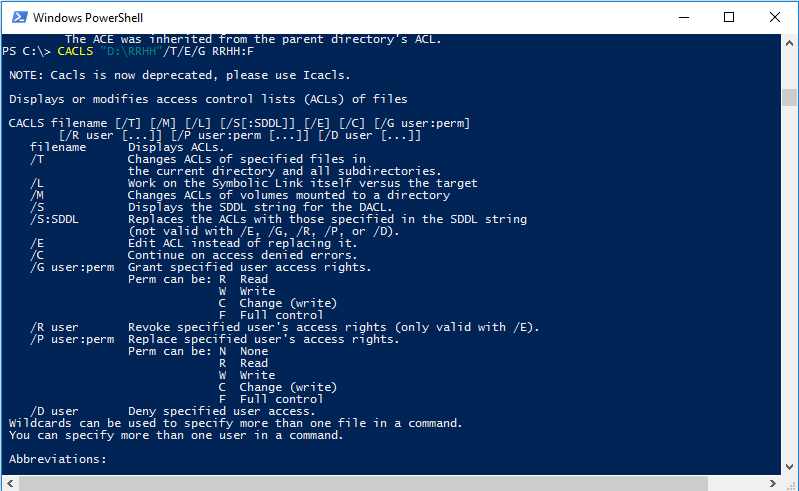 Windows PowerShell
The ACE was inherited from the parent directory's ACL.
PS C:\> CACLS "D:\RRHH"/T/E/G RRHH:F
NOTE: Cacls is now deprecated, please use Icacls.
Displays or modifies access control lists (ACLs) of files
CACLS filename [/T] [/M] [/L] [/S[:SDDL]] [/E] [/C] [/G user:perm]
[/R user [...]] [/P user:perm [...]] [/D user [...]]
filename      Displays ACLs.
/T            Changes ACLs of specified files in
the current directory and all subdirectories.
/L            Work on the Symbolic Link itself versus the target
/M            Changes ACLs of volumes mounted to a directory
/S            Displays the SDDL string for the DACL.
/S:SDDL       Replaces the ACLs with those specified in the SDDL string
(not valid with /E, /G, /R, /P, or /D).
/E            Edit ACL instead of replacing it.
/C            Continue on access denied errors.
/G user:perm  Grant specified user access rights.
Perm can be: R  Read
W  Write
C  Change (write)
F  Full control
/R user       Revoke specified user's access rights (only valid with /E).
/P user:perm  Replace specified user's access rights.
Perm can be: N  None
R  Read
W  Write
C  Change (write)
F  Full control
/D user       Deny specified user access.
Wildcards can be used to specify more than one file in a command.
You can specify more than one user in a command.
Abbreviations: